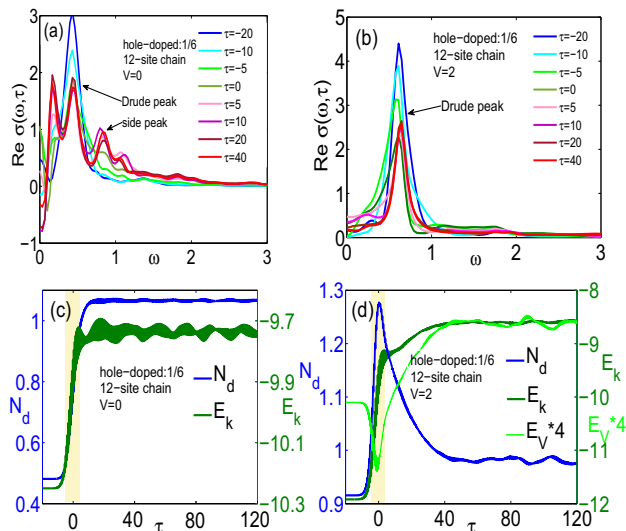 (a)
hole-doped:1/6
12-site chain
V=0
Drude peak
side peak
τ=−20
τ=−10
τ=−5
τ=0
τ=5
τ=10
τ=20
τ=40
Re σ(ω,τ)
3
2
1
0
−1
0 1 2 3
ω
(b)
hole-doped:1/6
12-site chain
V=2
Drude peak
τ=−20
τ=−10
τ=−5
τ=0
τ=5
τ=10
τ=20
τ=40
Re σ(ω,τ)
5
4
3
2
1
0
0 1 2 3
ω
(c)
hole-doped:1/6
12-site chain
V=0
N_d
E_k
N_d
1
0.8
0.6
0.4
E_k
−9.7
−9.9
−10.1
−10.3
0 40 80 120
τ
(d)
hole-doped:1/6
12-site chain
V=2
N_d
E_k
E_V*4
N_d
1.3
1.2
1.1
1
0.9
E_k
E_V*4
−8
−9
−10
−11
−12
0 40 80 120
τ